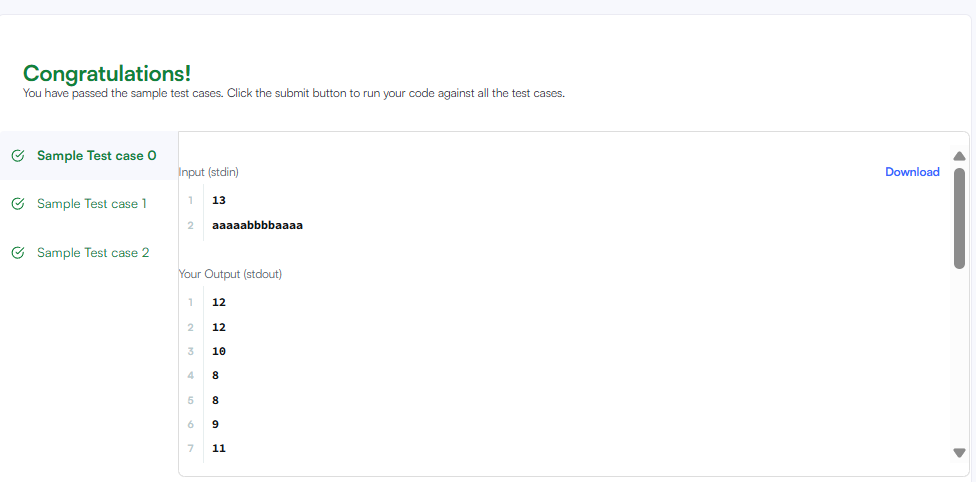 Congratulations!
You have passed the sample test cases. Click the submit button to run your code against all the test cases.
Sample Test case 0
Sample Test case 1
Sample Test case 2
Input (stdin)
Download
1 13
2 aaaaabbbbaaaa
Your Output (stdout)
1 12
2 12
3 10
4 8
5 8
6 9
7 11